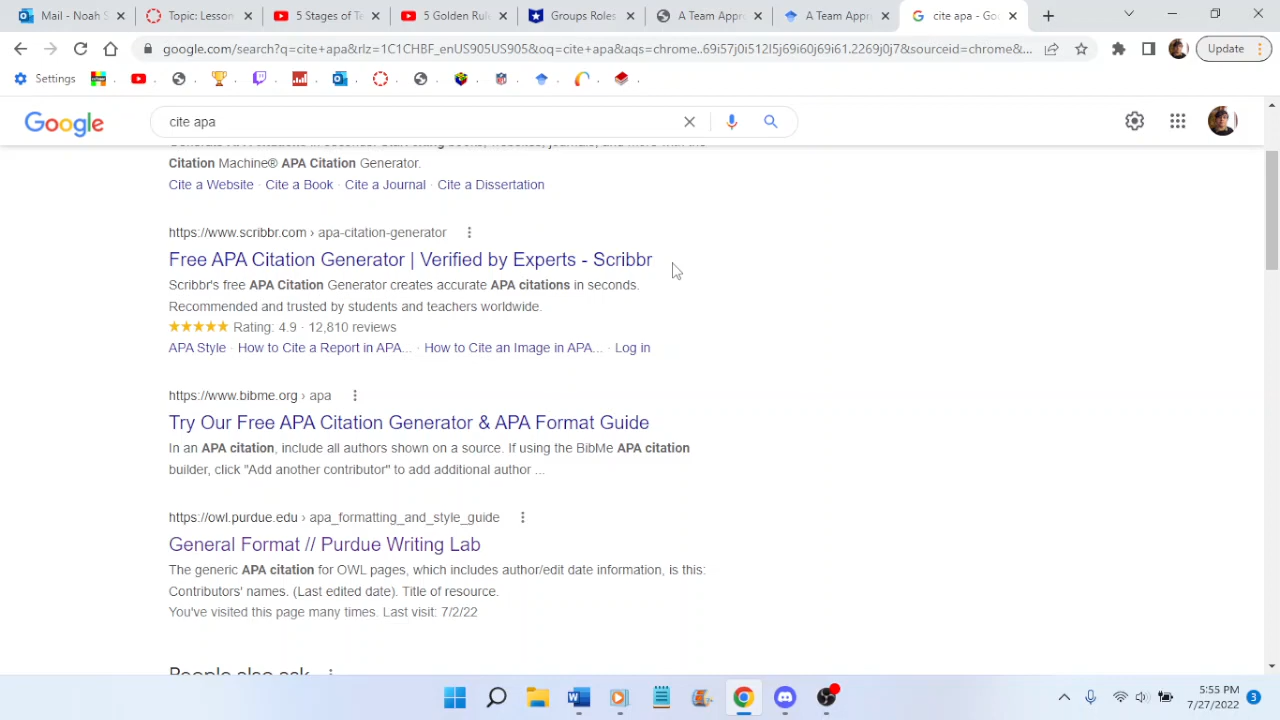 Mail - Noah S
Topic: Lesson
5 Stages of Te
5 Golden Rule
Groups Roles
A Team Appro
A Team Appro
cite apa - Goo
google.com/search?q=cite+apa&rlz=1C1CHBF_enUS905US905&oq=cite+apa&aqs=chrome..69i57j0i512l5j69i60j69i61.2269j0j7&sourceid=chrome&...
Update
Settings
Google
cite apa
Citation Machine® APA Citation Generator.
Cite a Website · Cite a Book · Cite a Journal · Cite a Dissertation
https://www.scribbr.com › apa-citation-generator
Free APA Citation Generator | Verified by Experts - Scribbr
Scribbr's free APA Citation Generator creates accurate APA citations in seconds.
Recommended and trusted by students and teachers worldwide.
★★★★★ Rating: 4.9 · 12,810 reviews
APA Style · How to Cite a Report in APA... · How to Cite an Image in APA... · Log in
https://www.bibme.org › apa
Try Our Free APA Citation Generator & APA Format Guide
In an APA citation, include all authors shown on a source. If using the BibMe APA citation
builder, click "Add another contributor" to add additional author ...
https://owl.purdue.edu › apa_formatting_and_style_guide
General Format // Purdue Writing Lab
The generic APA citation for OWL pages, which includes author/edit date information, is this:
Contributors' names. (Last edited date). Title of resource.
You've visited this page many times. Last visit: 7/2/22
People also ask
5:55 PM
7/27/2022
3